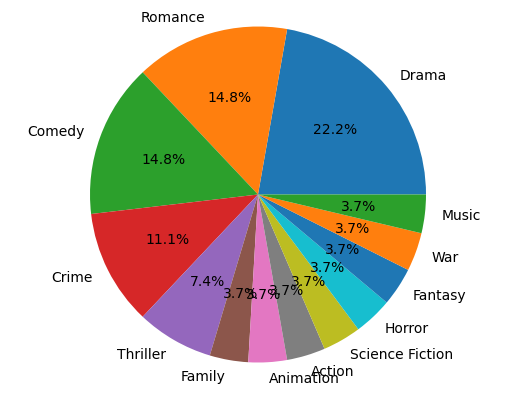 Romance
Drama
14.8%
22.2%
Comedy
14.8%
11.1%
3.7%
Music
3.7%
War
3.7%
Crime
7.4%
3.7%
3.7%
3.7%
3.7%
3.7%
Fantasy
Horror
Thriller
Science Fiction
Family
Animation
Action